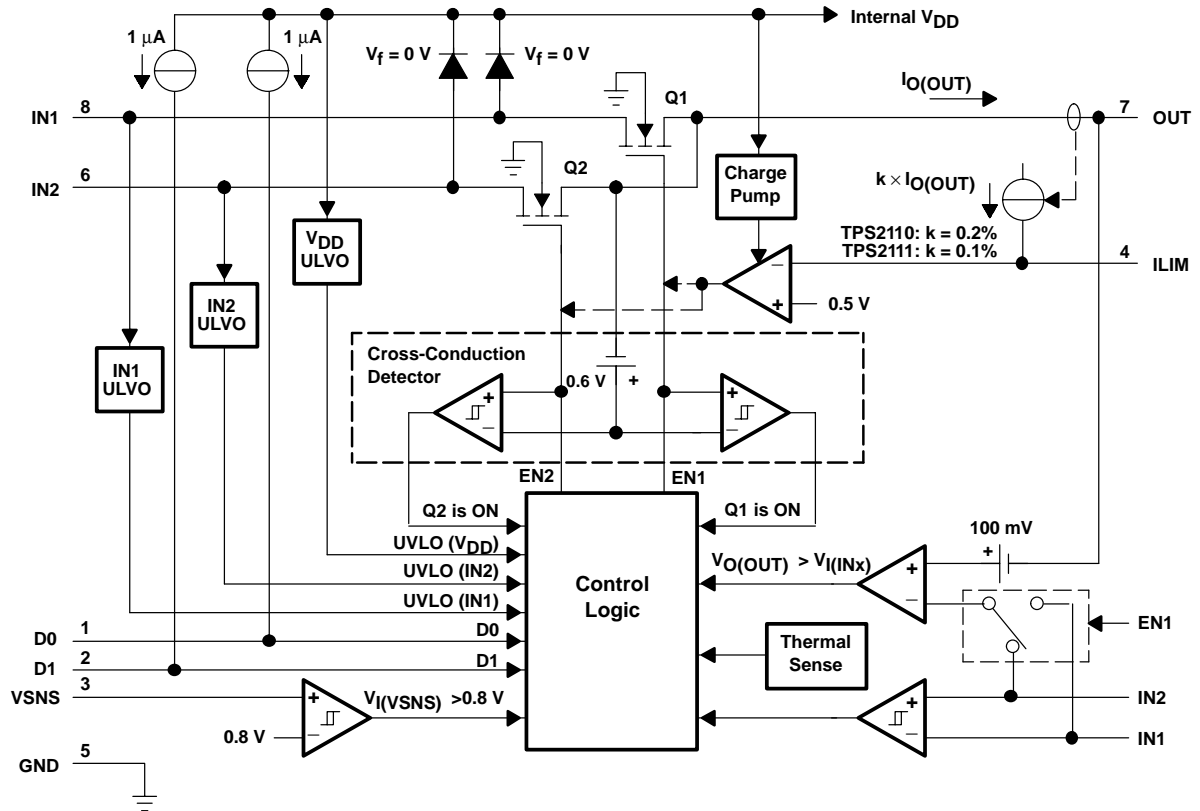 Internal VDD
1 µA
1 µA
Vf = 0 V
Vf = 0 V
IO(OUT)
IN1
8
Q1
7
OUT
IN2
6
Q2
Charge
Pump
k × IO(OUT)
VDD
ULVO
TPS2110: k = 0.2%
TPS2111: k = 0.1%
4
ILIM
−
+
0.5 V
IN2
ULVO
IN1
ULVO
Cross-Conduction
Detector
0.6 V
+
+
−
+
−
EN2
EN1
Q2 is ON
Q1 is ON
UVLO (VDD)
UVLO (IN2)
UVLO (IN1)
Control
Logic
VO(OUT) > VI(INx)
100 mV
+
+
−
EN1
D0
1
D0
D1
2
D1
Thermal
Sense
VSNS
3
+
−
VI(VSNS) >0.8 V
0.8 V
+
−
IN2
IN1
GND
5